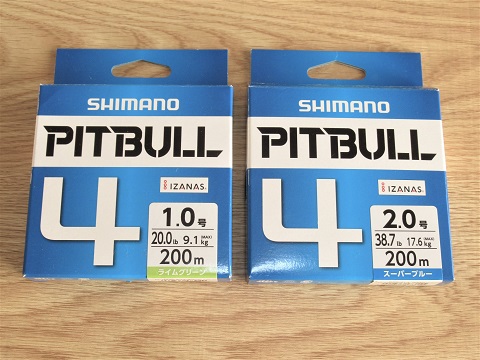 SHIMANO
PITBULL
4
IZANAS®
1.0号
20.0lb 9.1kg (MAX)
200m
ライムグリーン
SHIMANO
PITBULL
4
IZANAS®
2.0号
38.7lb 17.6kg (MAX)
200m
スーパーブルー